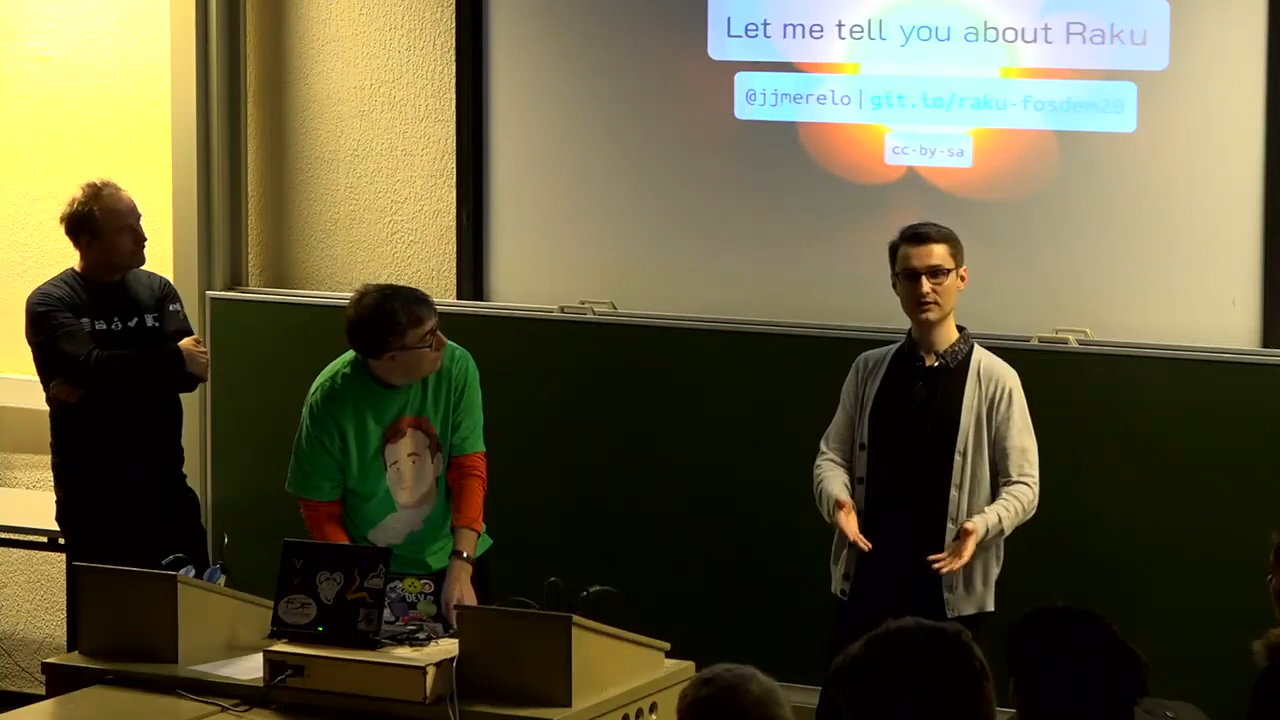 Let me tell you about Raku
@jjmerelo | git.io/raku-fosdem20
cc-by-sa